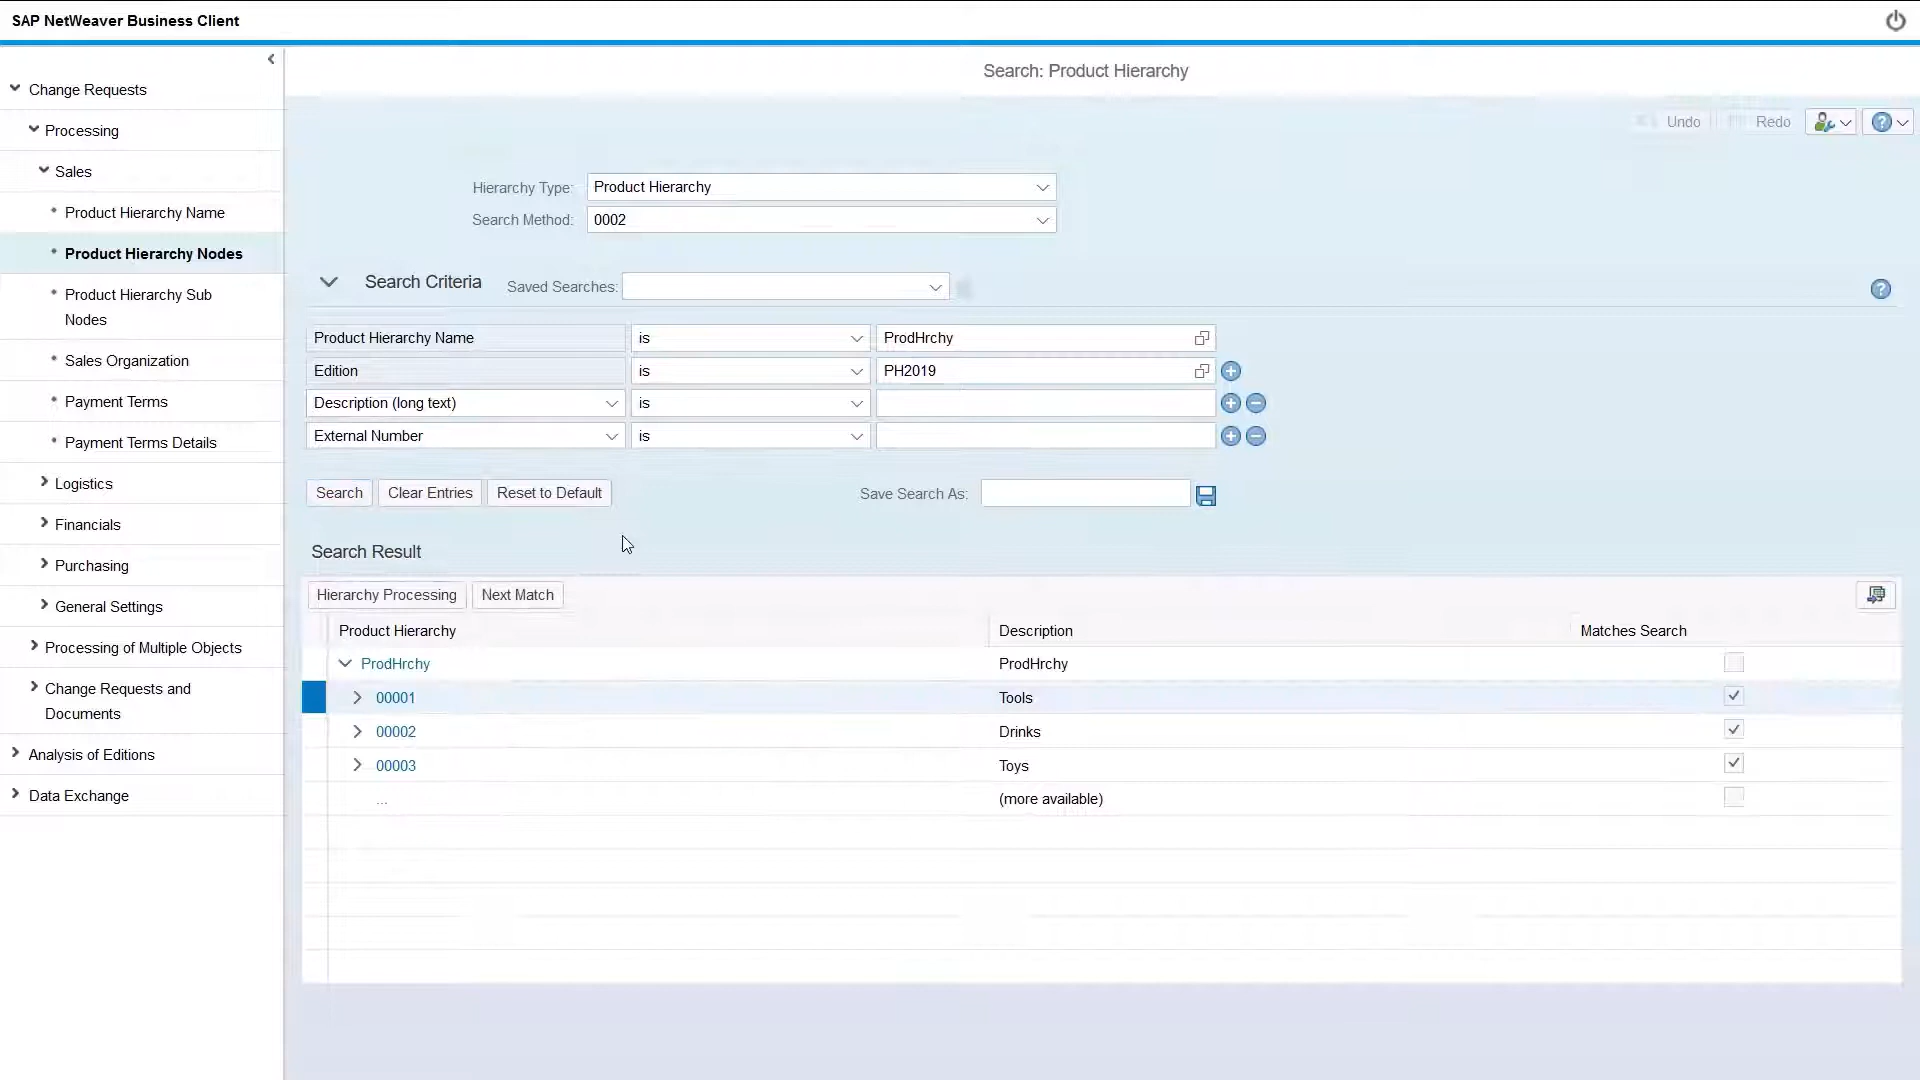 SAP NetWeaver Business Client
Search: Product Hierarchy
Change Requests
Processing
Sales
Product Hierarchy Name
Product Hierarchy Nodes
Product Hierarchy Sub
Nodes
Sales Organization
Payment Terms
Payment Terms Details
Logistics
Financials
Purchasing
General Settings
Processing of Multiple Objects
Change Requests and
Documents
Analysis of Editions
Data Exchange
Undo Redo
Hierarchy Type: Product Hierarchy
Search Method: 0002
Search Criteria Saved Searches:
Product Hierarchy Name is ProdHrchy
Edition is PH2019
Description (long text) is
External Number is
Search Clear Entries Reset to Default Save Search As:
Search Result
Hierarchy Processing Next Match
Product Hierarchy Description Matches Search
ProdHrchy ProdHrchy
00001 Tools
00002 Drinks
00003 Toys
... (more available)